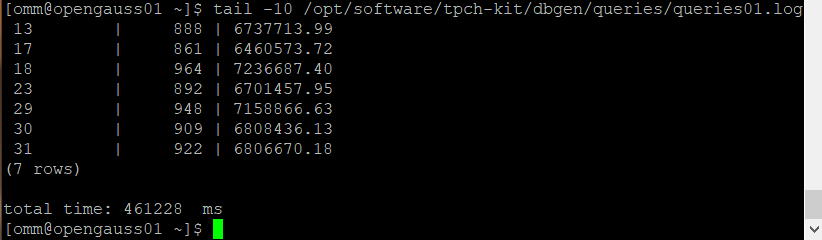 [omm@opengauss01 ~]$ tail -10 /opt/software/tpch-kit/dbgen/queries/queries01.log
 13         |     888 | 6737713.99
 17         |     861 | 6460573.72
 18         |     964 | 7236687.40
 23         |     892 | 6701457.95
 29         |     948 | 7158866.63
 30         |     909 | 6808436.13
 31         |     922 | 6806670.18
(7 rows)

total time: 461228  ms
[omm@opengauss01 ~]$